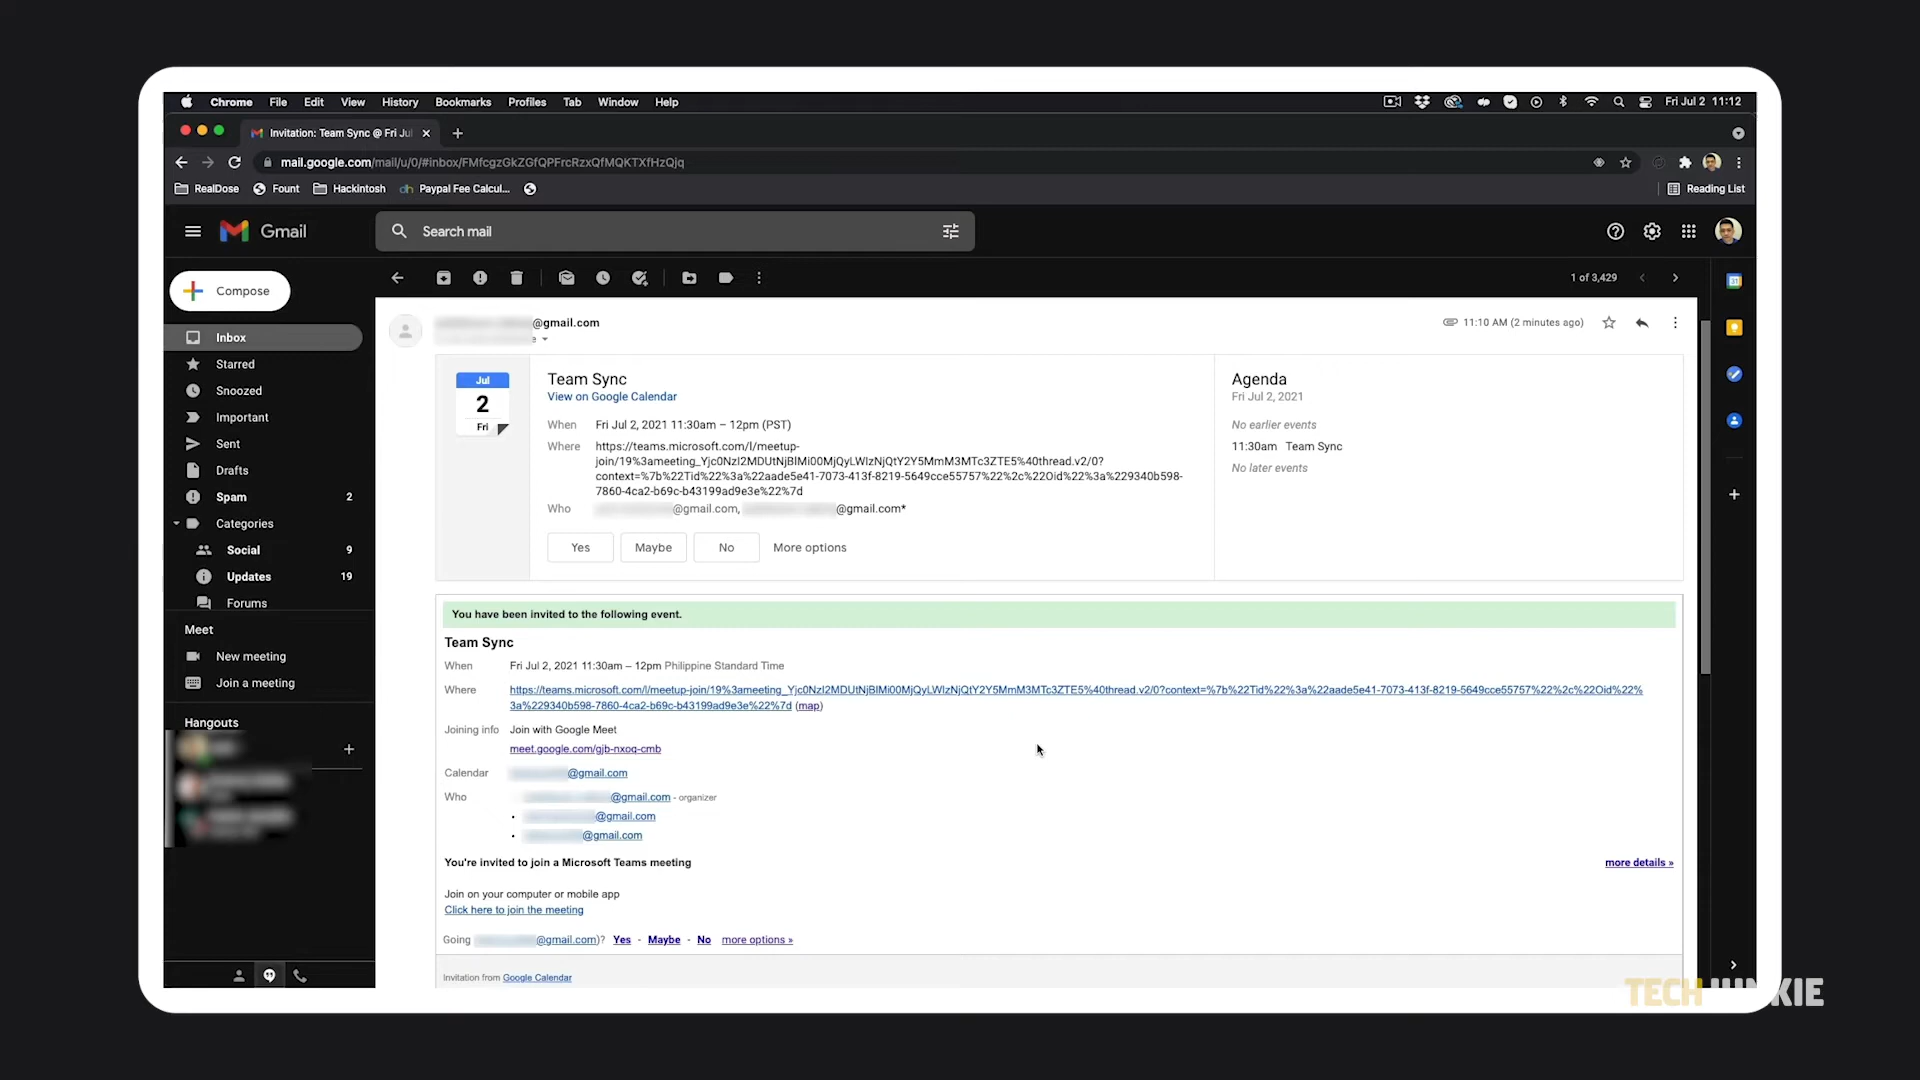 Chrome File Edit View History Bookmarks Profiles Tab Window Help Fri Jul 2 11:12
Invitation: Team Sync @ Fri Jul
mail.google.com/mail/u/0/#inbox/FMfcgzGkZGfQPFrcRzxQfMQKTXfHzQjq
RealDose Fount Hackintosh dh Paypal Fee Calcul... Reading List
Gmail Search mail
Compose 1 of 3,429
Inbox
Starred
Snoozed
Important
Sent
Drafts
Spam 2
Categories
Social 9
Updates 19
Forums
Meet
New meeting
Join a meeting
Hangouts
@gmail.com 11:10 AM (2 minutes ago)
Jul
2
Fri
Team Sync
View on Google Calendar
When Fri Jul 2, 2021 11:30am – 12pm (PST)
Where https://teams.microsoft.com/l/meetup-
join/19%3ameeting_Yjc0NzI2MDUtNjBlMi00MjQyLWIzNjQtY2Y5MmM3MTc3ZTE5%40thread.v2/0?
context=%7b%22Tid%22%3a%22aade5e41-7073-413f-8219-5649cce55757%22%2c%22Oid%22%3a%229340b598-
7860-4ca2-b69c-b43199ad9e3e%22%7d
Who @gmail.com, @gmail.com*
Yes Maybe No More options
Agenda
Fri Jul 2, 2021
No earlier events
11:30am Team Sync
No later events
You have been invited to the following event.
Team Sync
When Fri Jul 2, 2021 11:30am – 12pm Philippine Standard Time
Where https://teams.microsoft.com/l/meetup-join/19%3ameeting_Yjc0NzI2MDUtNjBlMi00MjQyLWIzNjQtY2Y5MmM3MTc3ZTE5%40thread.v2/0?context=%7b%22Tid%22%3a%22aade5e41-7073-413f-8219-5649cce55757%22%2c%22Oid%22%
3a%229340b598-7860-4ca2-b69c-b43199ad9e3e%22%7d (map)
Joining info Join with Google Meet
meet.google.com/gjb-nxoq-cmb
Calendar @gmail.com
Who @gmail.com - organizer
• @gmail.com
• @gmail.com
You're invited to join a Microsoft Teams meeting more details »
Join on your computer or mobile app
Click here to join the meeting
Going @gmail.com)? Yes - Maybe - No more options »
Invitation from Google Calendar
TECHJUNKIE